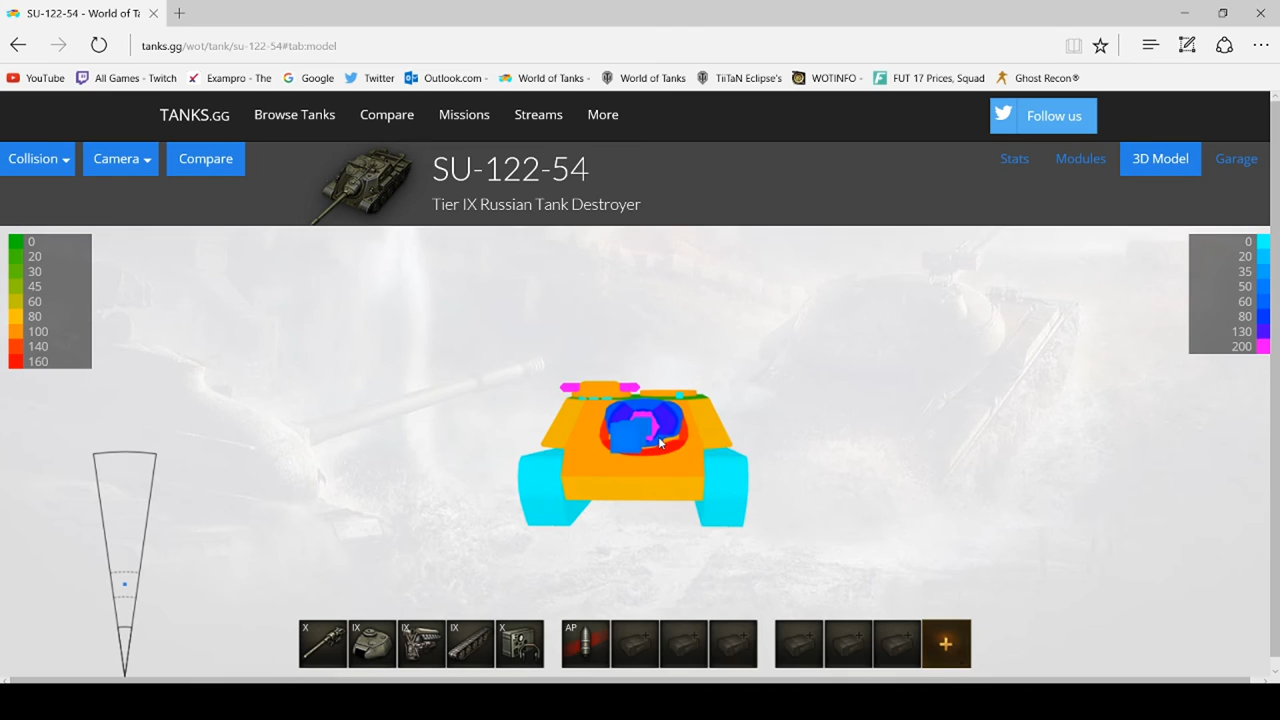 SU-122-54 - World of Ta
tanks.gg/wot/tank/su-122-54#tab:model
YouTube All Games - Twitch Exampro - The Google Twitter Outlook.com - World of Tanks - World of Tanks TiiTaN Eclipse's WOTINFO - FUT 17 Prices, Squad Ghost Recon®
TANKS.GG Browse Tanks Compare Missions Streams More Follow us
Collision Camera Compare SU-122-54 Stats Modules 3D Model Garage
Tier IX Russian Tank Destroyer
0 0
20 20
30 35
45 50
60 60
80 80
100 130
140 200
160
X IX IX IX X AP